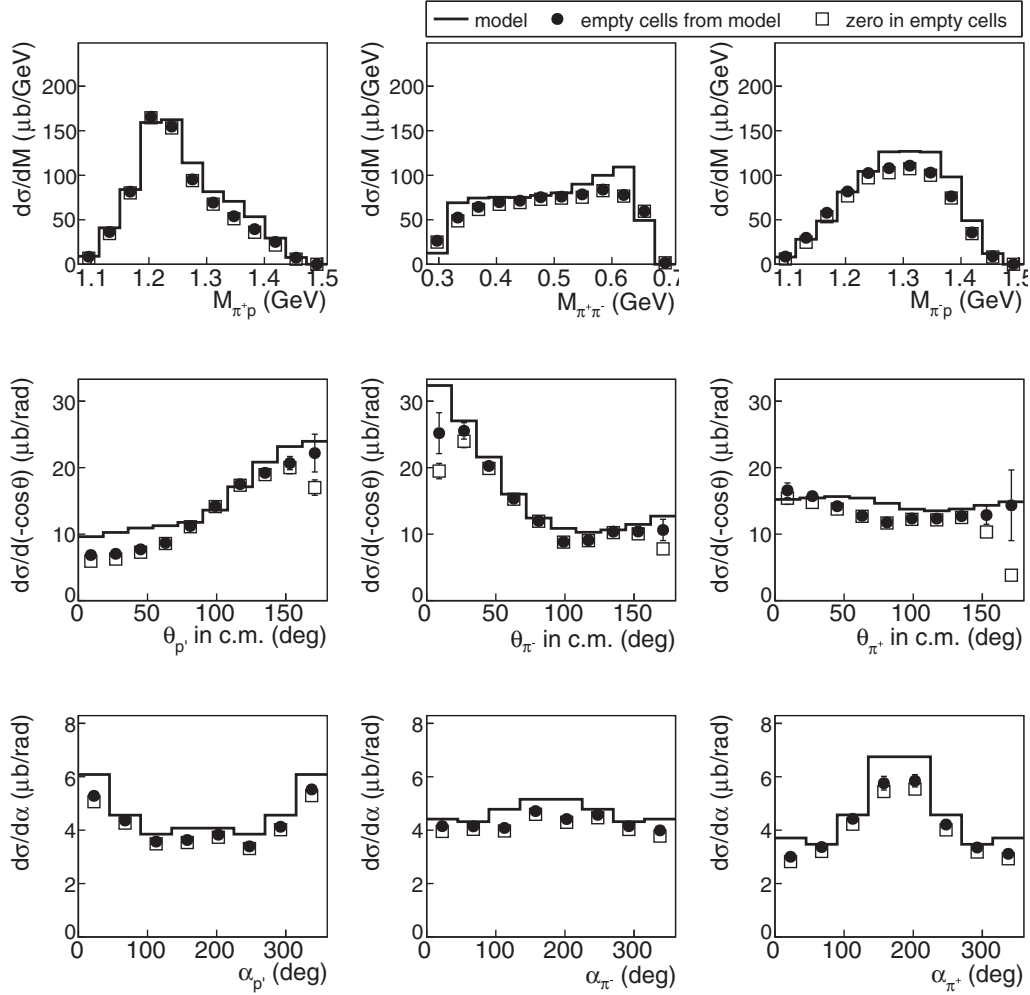 model empty cells from model zero in empty cells
dσ/dM (μb/GeV) dσ/dM (μb/GeV) dσ/dM (μb/GeV)
200 200 200
150 150 150
100 100 100
50 50 50
0 0 0
1.1 1.2 1.3 1.4 1.5 0.3 0.4 0.5 0.6 0.7 1.1 1.2 1.3 1.4 1.5
M_{π⁺p} (GeV) M_{π⁺π⁻} (GeV) M_{π⁻p} (GeV)
dσ/d(-cosθ) (μb/rad) dσ/d(-cosθ) (μb/rad) dσ/d(-cosθ) (μb/rad)
30 30 30
20 20 20
10 10 10
0 0 0
0 50 100 150 0 50 100 150 0 50 100 150
θ_{p'} in c.m. (deg) θ_{π⁻} in c.m. (deg) θ_{π⁺} in c.m. (deg)
dσ/dα (μb/rad) dσ/dα (μb/rad) dσ/dα (μb/rad)
8 8 8
6 6 6
4 4 4
2 2 2
0 0 0
0 100 200 300 0 100 200 300 0 100 200 300
α_{p'} (deg) α_{π⁻} (deg) α_{π⁺} (deg)